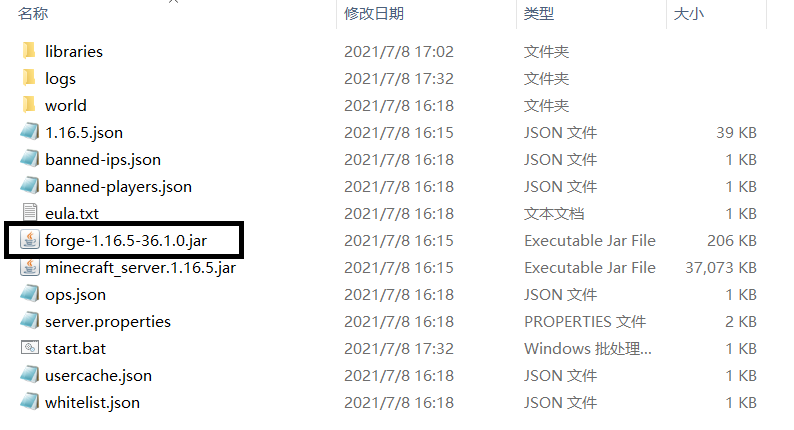 名称 修改日期 类型 大小
libraries 2021/7/8 17:02 文件夹
logs 2021/7/8 17:32 文件夹
world 2021/7/8 16:18 文件夹
1.16.5.json 2021/7/8 16:15 JSON 文件 39 KB
banned-ips.json 2021/7/8 16:18 JSON 文件 1 KB
banned-players.json 2021/7/8 16:18 JSON 文件 1 KB
eula.txt 2021/7/8 16:18 文本文档 1 KB
forge-1.16.5-36.1.0.jar 2021/7/8 16:15 Executable Jar File 206 KB
minecraft_server.1.16.5.jar 2021/7/8 16:15 Executable Jar File 37,073 KB
ops.json 2021/7/8 16:18 JSON 文件 1 KB
server.properties 2021/7/8 16:18 PROPERTIES 文件 2 KB
start.bat 2021/7/8 17:32 Windows 批处理... 1 KB
usercache.json 2021/7/8 16:18 JSON 文件 1 KB
whitelist.json 2021/7/8 16:18 JSON 文件 1 KB